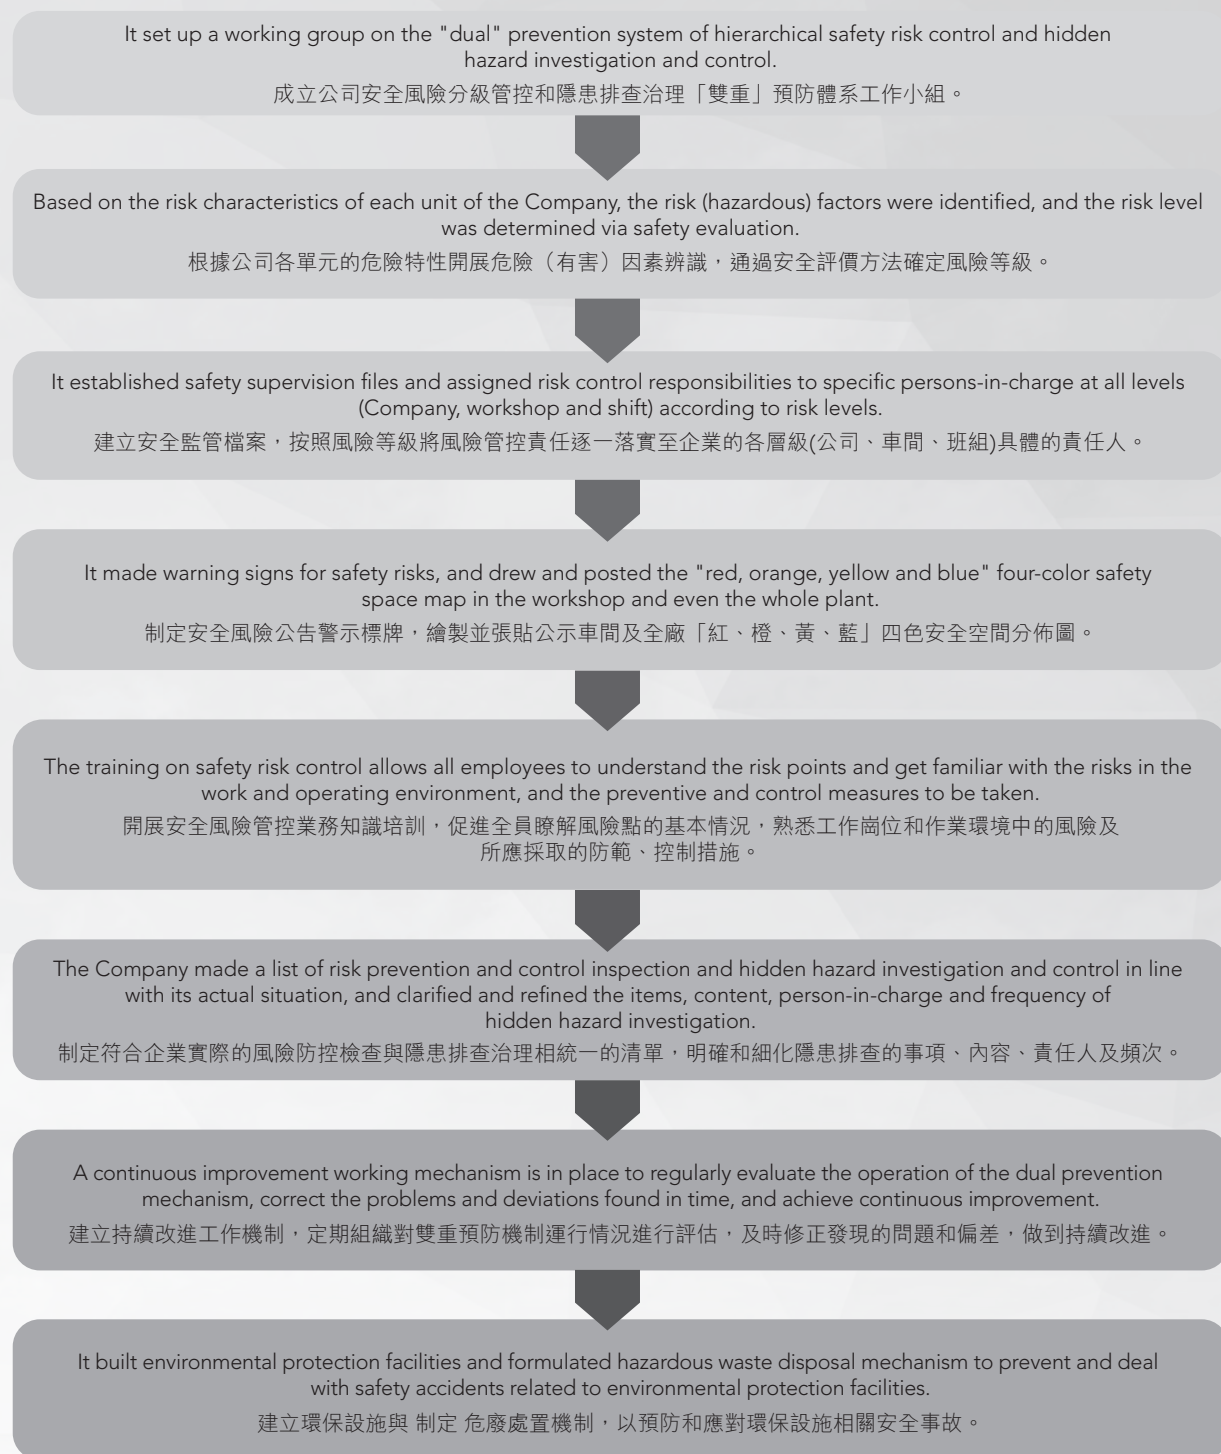 It set up a working group on the "dual" prevention system of hierarchical safety risk control and hidden
hazard investigation and control.
成立公司安全風險分級管控和隱患排查治理「雙重」預防體系工作小組。
Based on the risk characteristics of each unit of the Company, the risk (hazardous) factors were identified, and the risk level
was determined via safety evaluation.
根據公司各單元的危險特性開展危險（有害）因素辨識，通過安全評價方法確定風險等級。
It established safety supervision files and assigned risk control responsibilities to specific persons-in-charge at all levels
(Company, workshop and shift) according to risk levels.
建立安全監管檔案，按照風險等級將風險管控責任逐一落實至企業的各層級(公司、車間、班組)具體的責任人。
It made warning signs for safety risks, and drew and posted the "red, orange, yellow and blue" four-color safety
space map in the workshop and even the whole plant.
制定安全風險公告警示標牌，繪製並張貼公示車間及全廠「紅、橙、黃、藍」四色安全空間分佈圖。
The training on safety risk control allows all employees to understand the risk points and get familiar with the risks in the
work and operating environment, and the preventive and control measures to be taken.
開展安全風險管控業務知識培訓，促進全員瞭解風險點的基本情況，熟悉工作崗位和作業環境中的風險及
所應採取的防範、控制措施。
The Company made a list of risk prevention and control inspection and hidden hazard investigation and control in line
with its actual situation, and clarified and refined the items, content, person-in-charge and frequency of
hidden hazard investigation.
制定符合企業實際的風險防控檢查與隱患排查治理相統一的清單，明確和細化隱患排查的事項、內容、責任人及頻次。
A continuous improvement working mechanism is in place to regularly evaluate the operation of the dual prevention
mechanism, correct the problems and deviations found in time, and achieve continuous improvement.
建立持續改進工作機制，定期組織對雙重預防機制運行情況進行評估，及時修正發現的問題和偏差，做到持續改進。
It built environmental protection facilities and formulated hazardous waste disposal mechanism to prevent and deal
with safety accidents related to environmental protection facilities.
建立環保設施與 制定 危廢處置機制，以預防和應對環保設施相關安全事故。